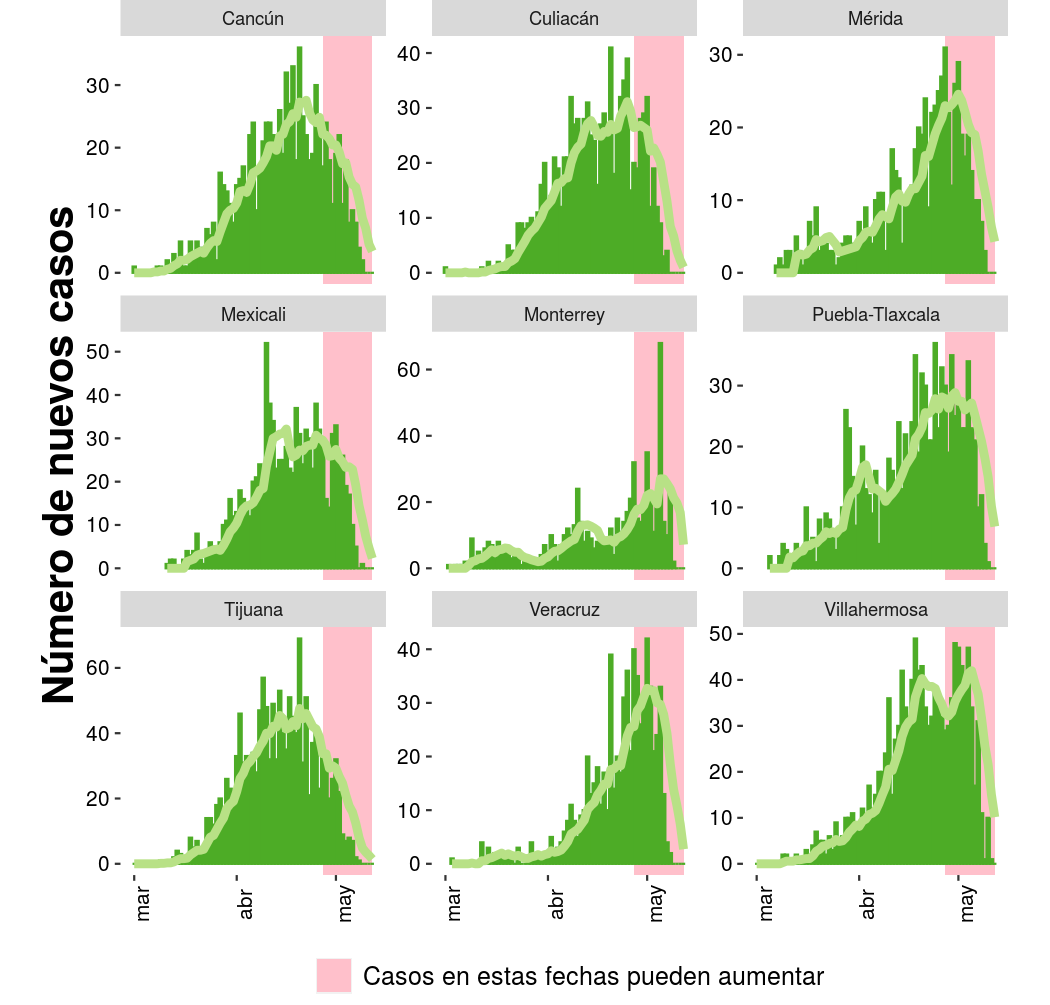 Cancún Culiacán Mérida
30 40 30
20 30 20
10 20 10
0 10 0
0
Mexicali Monterrey Puebla-Tlaxcala
50 60 30
40 40 20
30 20 10
20 0 0
10
0
Tijuana Veracruz Villahermosa
60 40 50
40 30 40
20 20 30
0 10 20
0 10
0
mar abr may mar abr may mar abr may
Número de nuevos casos
Casos en estas fechas pueden aumentar